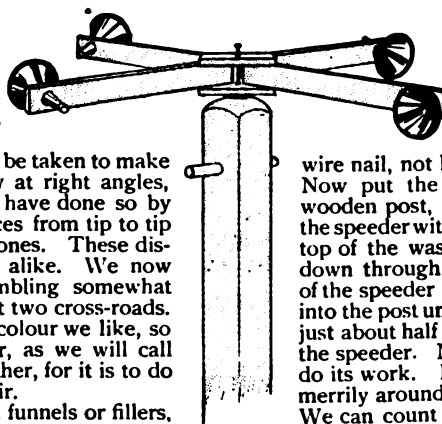 be taken to make
y at right angles,
have done so by
ces from tip to tip
ones. These dis-
alike. We now
mbling somewhat
t two cross-roads.
colour we like, so
r, as we will call
her, for it is to do
ir.
funnels or fillers,
wire nail, not
Now put the
wooden post,
the speeder wit
top of the was
down through
of the speeder
into the post un
just about half
the speeder.
do its work.
merrily around
We can count